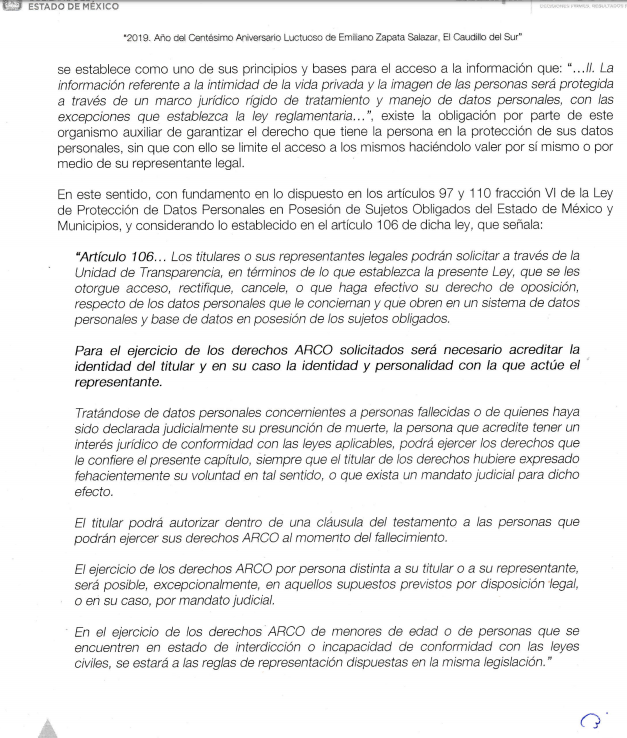 ESTADO DE MÉXICO
"2019. Año del Centésimo Aniversario Luctuoso de Emiliano Zapata Salazar, El Caudillo del Sur"
se establece como uno de sus principios y bases para el acceso a la información que: "...II. La
información referente a la intimidad de la vida privada y la imagen de las personas será protegida
a través de un marco jurídico rígido de tratamiento y manejo de datos personales, con las
excepciones que establezca la ley reglamentaria...", existe la obligación por parte de este
organismo auxiliar de garantizar el derecho que tiene la persona en la protección de sus datos
personales, sin que con ello se limite el acceso a los mismos haciéndolo valer por sí mismo o por
medio de su representante legal.
En este sentido, con fundamento en lo dispuesto en los artículos 97 y 110 fracción VI de la Ley
de Protección de Datos Personales en Posesión de Sujetos Obligados del Estado de México y
Municipios, y considerando lo establecido en el artículo 106 de dicha ley, que señala:
"Artículo 106... Los titulares o sus representantes legales podrán solicitar a través de la
Unidad de Transparencia, en términos de lo que establezca la presente Ley, que se les
otorgue acceso, rectifique, cancele, o que haga efectivo su derecho de oposición,
respecto de los datos personales que le conciernan y que obren en un sistema de datos
personales y base de datos en posesión de los sujetos obligados.
Para el ejercicio de los derechos ARCO solicitados será necesario acreditar la
identidad del titular y en su caso la identidad y personalidad con la que actúe el
representante.
Tratándose de datos personales concernientes a personas fallecidas o de quienes haya
sido declarada judicialmente su presunción de muerte, la persona que acredite tener un
interés jurídico de conformidad con las leyes aplicables, podrá ejercer los derechos que
le confiere el presente capítulo, siempre que el titular de los derechos hubiere expresado
fehacientemente su voluntad en tal sentido, o que exista un mandato judicial para dicho
efecto.
El titular podrá autorizar dentro de una cláusula del testamento a las personas que
podrán ejercer sus derechos ARCO al momento del fallecimiento.
El ejercicio de los derechos ARCO por persona distinta a su titular o a su representante,
será posible, excepcionalmente, en aquellos supuestos previstos por disposición legal,
o en su caso, por mandato judicial.
En el ejercicio de los derechos ARCO de menores de edad o de personas que se
encuentren en estado de interdicción o incapacidad de conformidad con las leyes
civiles, se estará a las reglas de representación dispuestas en la misma legislación."